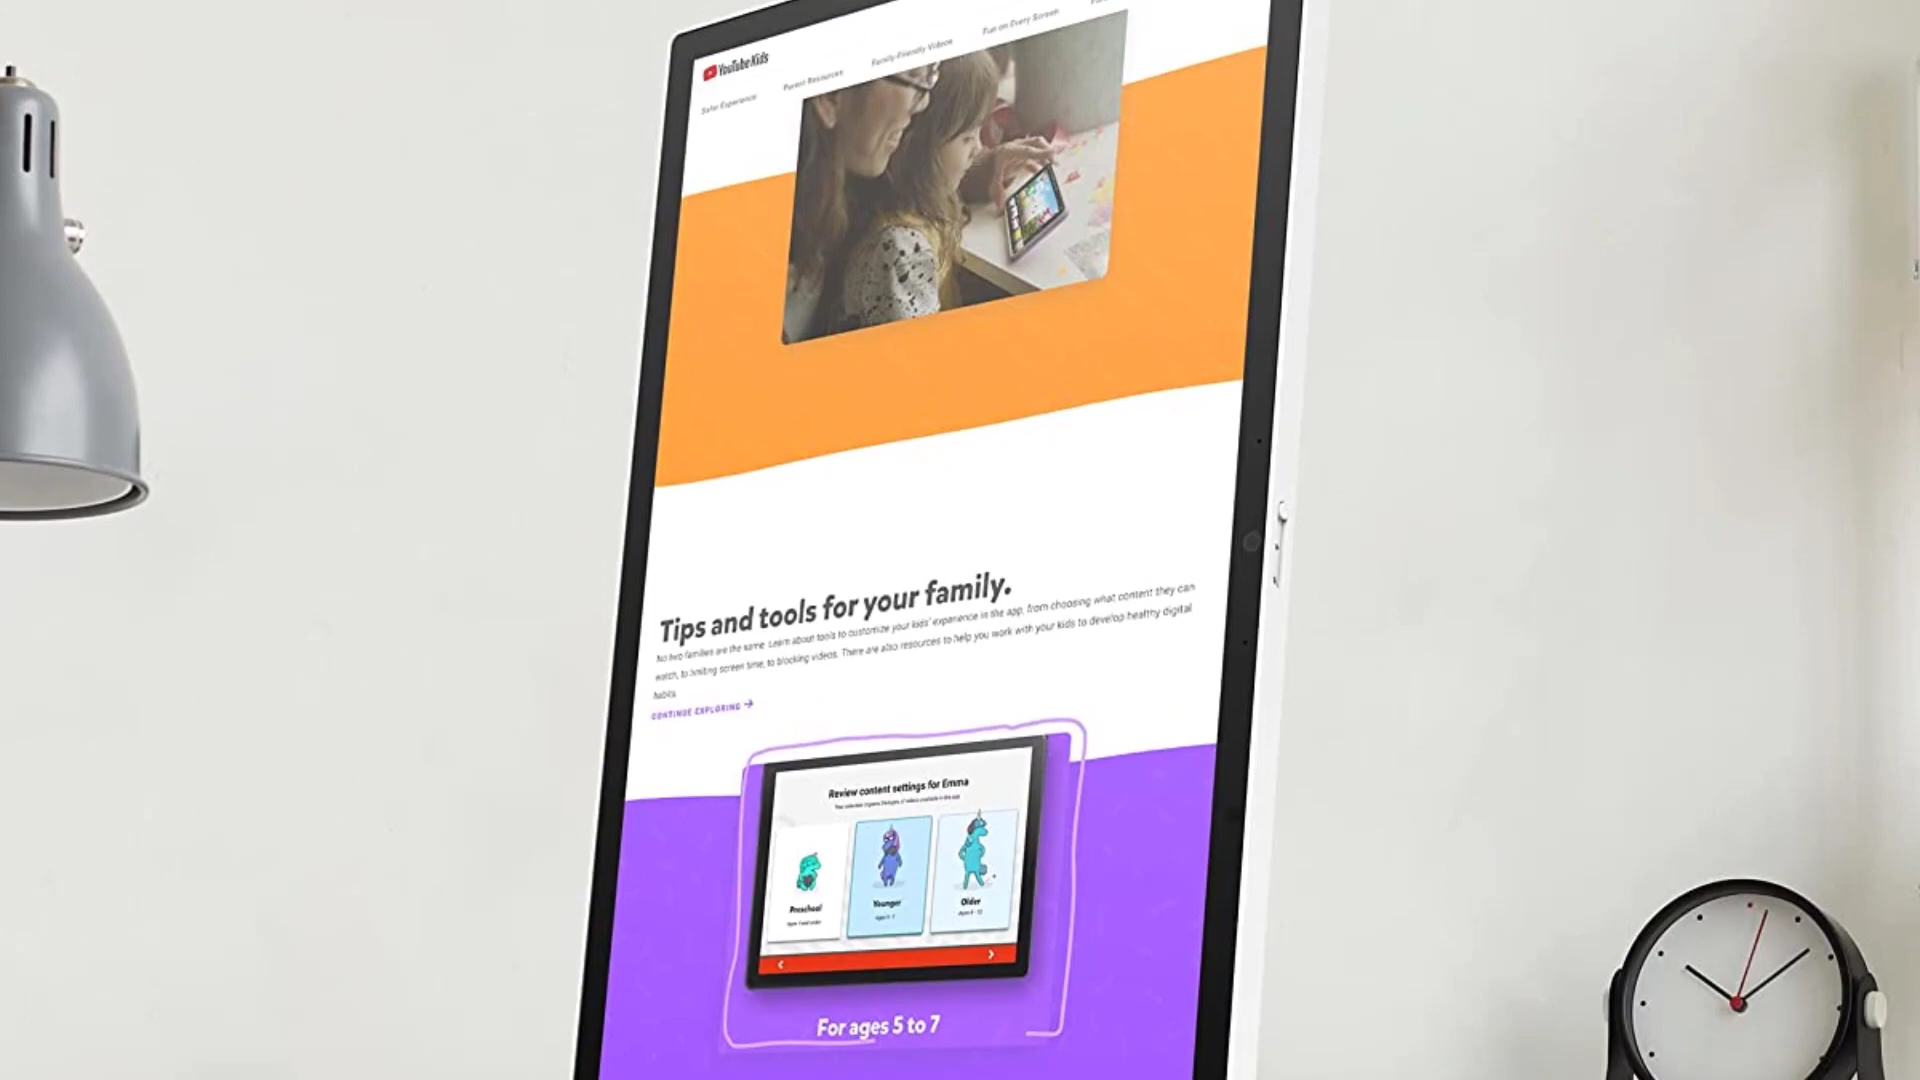 YouTube Kids
Safer Experience
Parent Resources
Family-Friendly Videos
Fun on Every Screen
Tips and tools for your family.
No two families are the same. Learn about tools to customize your kids' experience in the app, from choosing what content they can
watch, to limiting screen time, to blocking videos. There are also resources to help you work with your kids to develop healthy digital
habits.
CONTINUE EXPLORING →
Review content settings for Emma
Preschool
Younger
Older
For ages 5 to 7